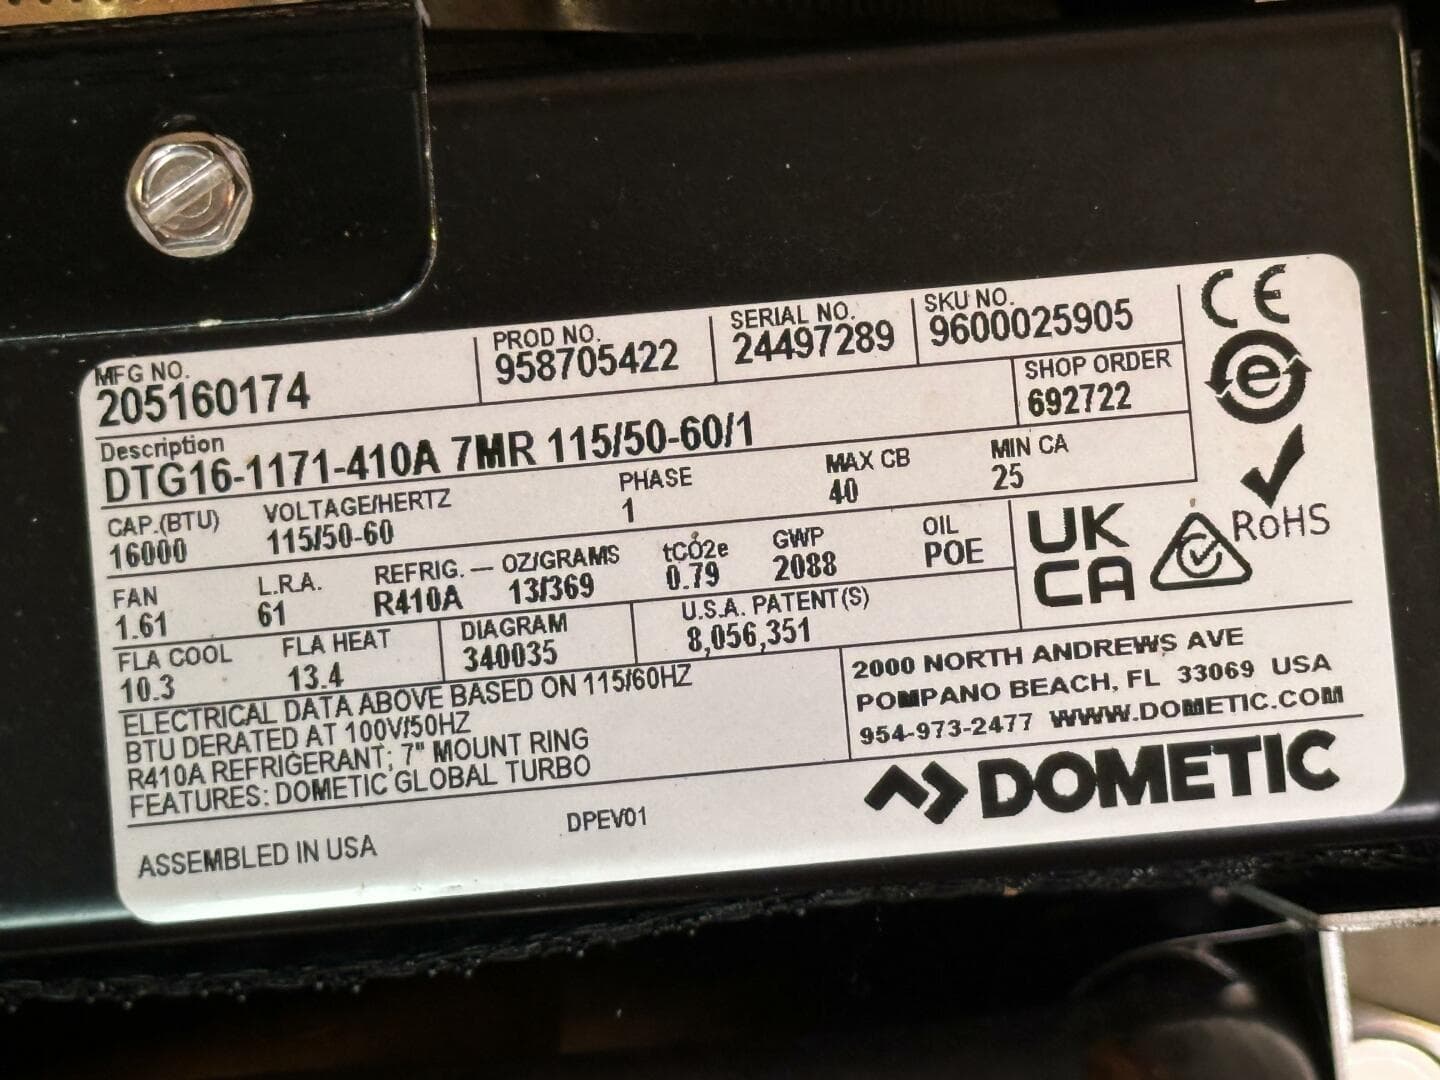 MFG NO.
205160174
PROD NO.
958705422
SERIAL NO.
24497289
SKU NO.
9600025905
Description
DTG16-1171-410A 7MR 115/50-60/1
SHOP ORDER
692722
CAP.(BTU)
16000
VOLTAGE/HERTZ
115/50-60
PHASE
1
MAX CB
40
MIN CA
25
FAN
1.61
L.R.A.
61
REFRIG. — OZ/GRAMS
R410A 13/369
tCO2e
0.79
GWP
2088
OIL
POE
FLA COOL
10.3
FLA HEAT
13.4
DIAGRAM
340035
U.S.A. PATENT(S)
8,056,351
ELECTRICAL DATA ABOVE BASED ON 115/60HZ
BTU DERATED AT 100V/50HZ
R410A REFRIGERANT; 7" MOUNT RING
FEATURES: DOMETIC GLOBAL TURBO
ASSEMBLED IN USA
DPEV01
CE
e
RoHS
UK
CA
2000 NORTH ANDREWS AVE
POMPANO BEACH, FL 33069 USA
954-973-2477 WWW.DOMETIC.COM
DOMETIC